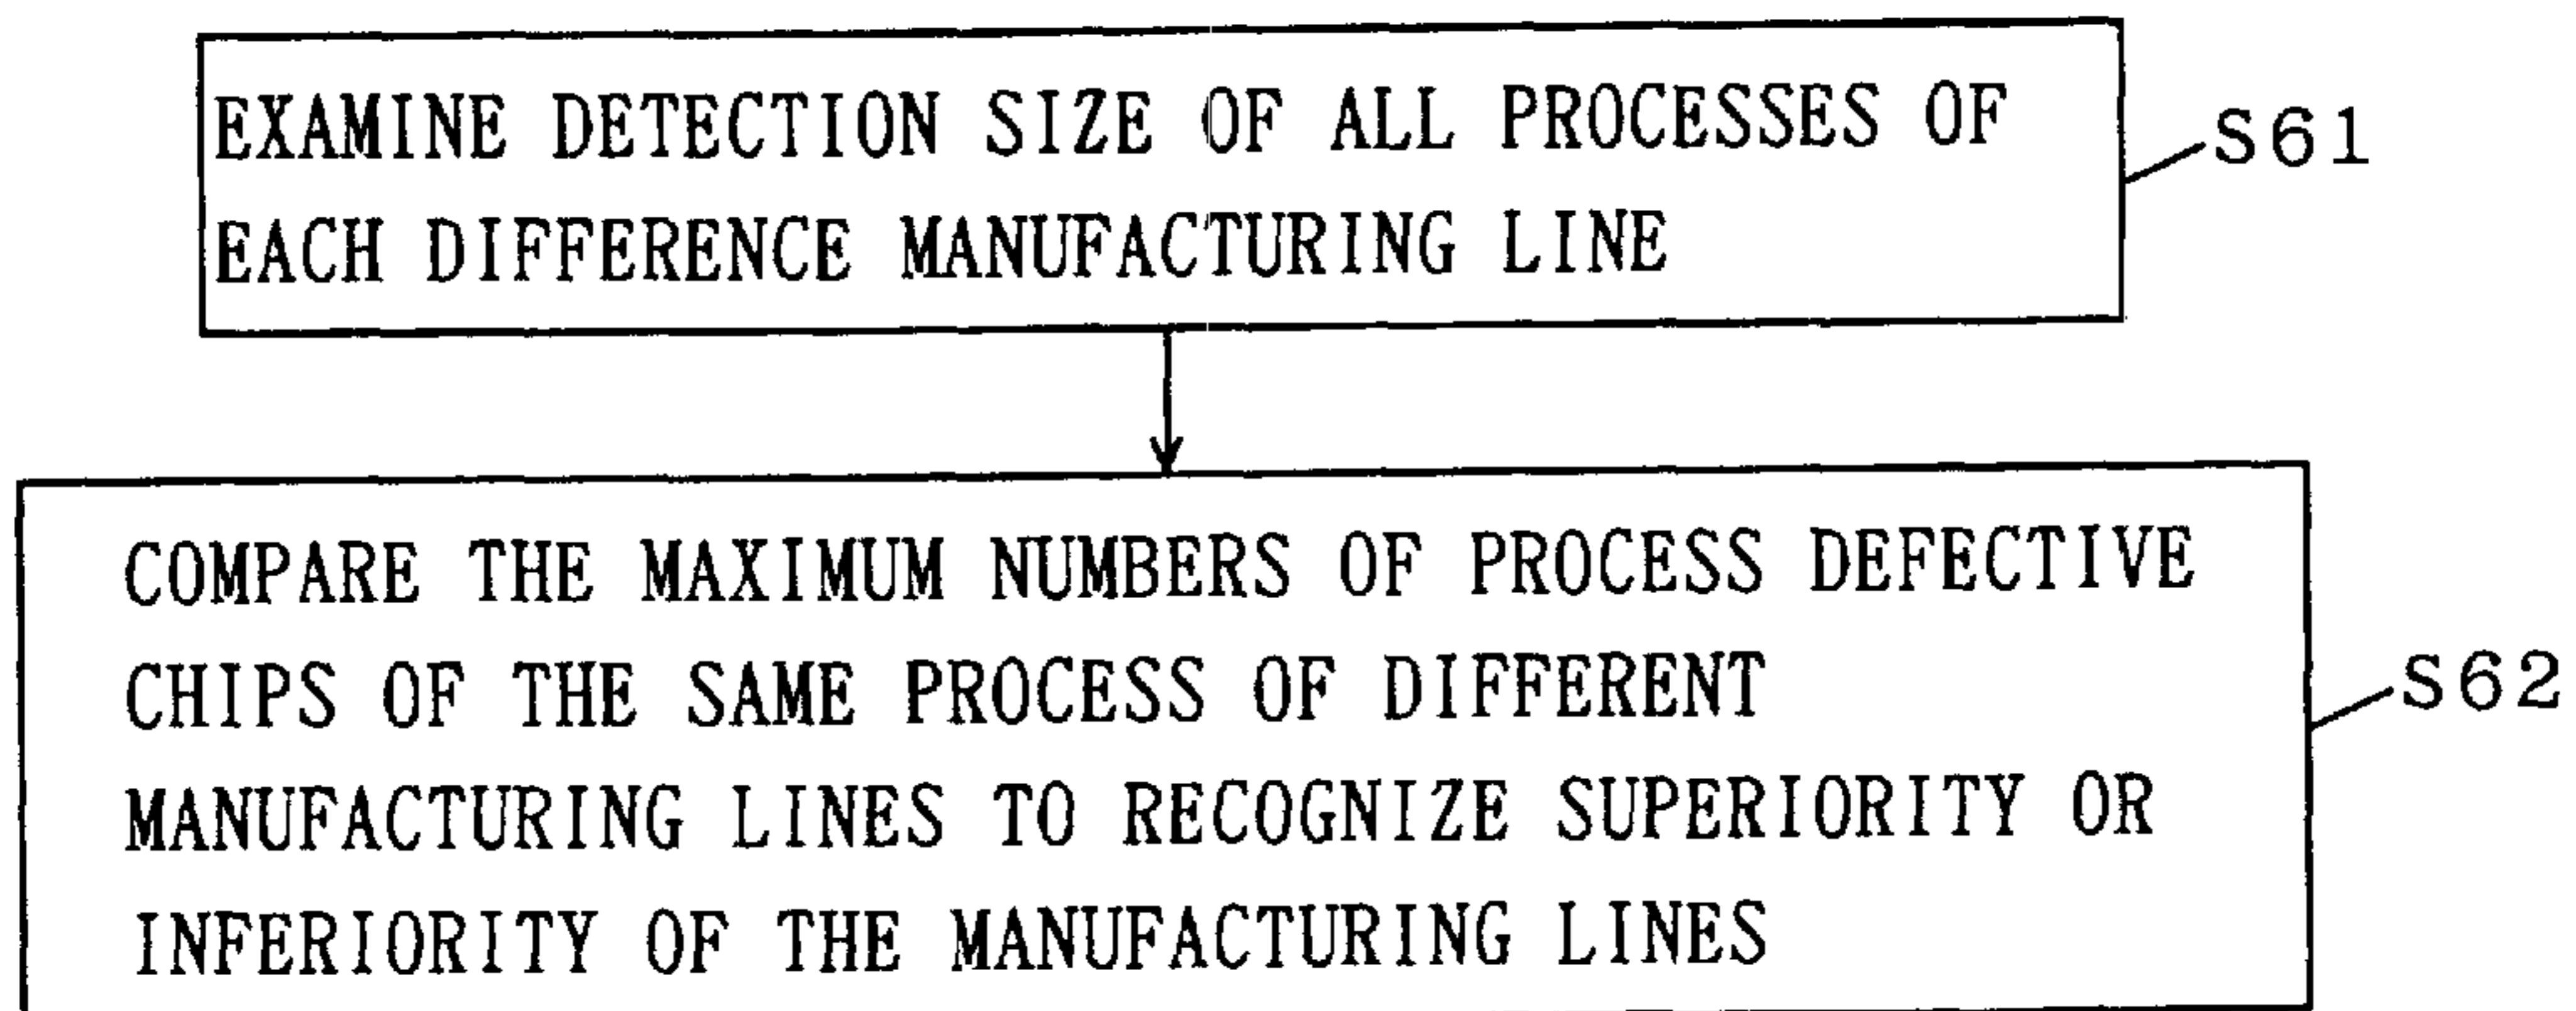 EXAMINE DETECTION SIZE OF ALL PROCESSES OF
EACH DIFFERENCE MANUFACTURING LINE
S61
COMPARE THE MAXIMUM NUMBERS OF PROCESS DEFECTIVE
CHIPS OF THE SAME PROCESS OF DIFFERENT
MANUFACTURING LINES TO RECOGNIZE SUPERIORITY OR
INFERIORITY OF THE MANUFACTURING LINES
S62